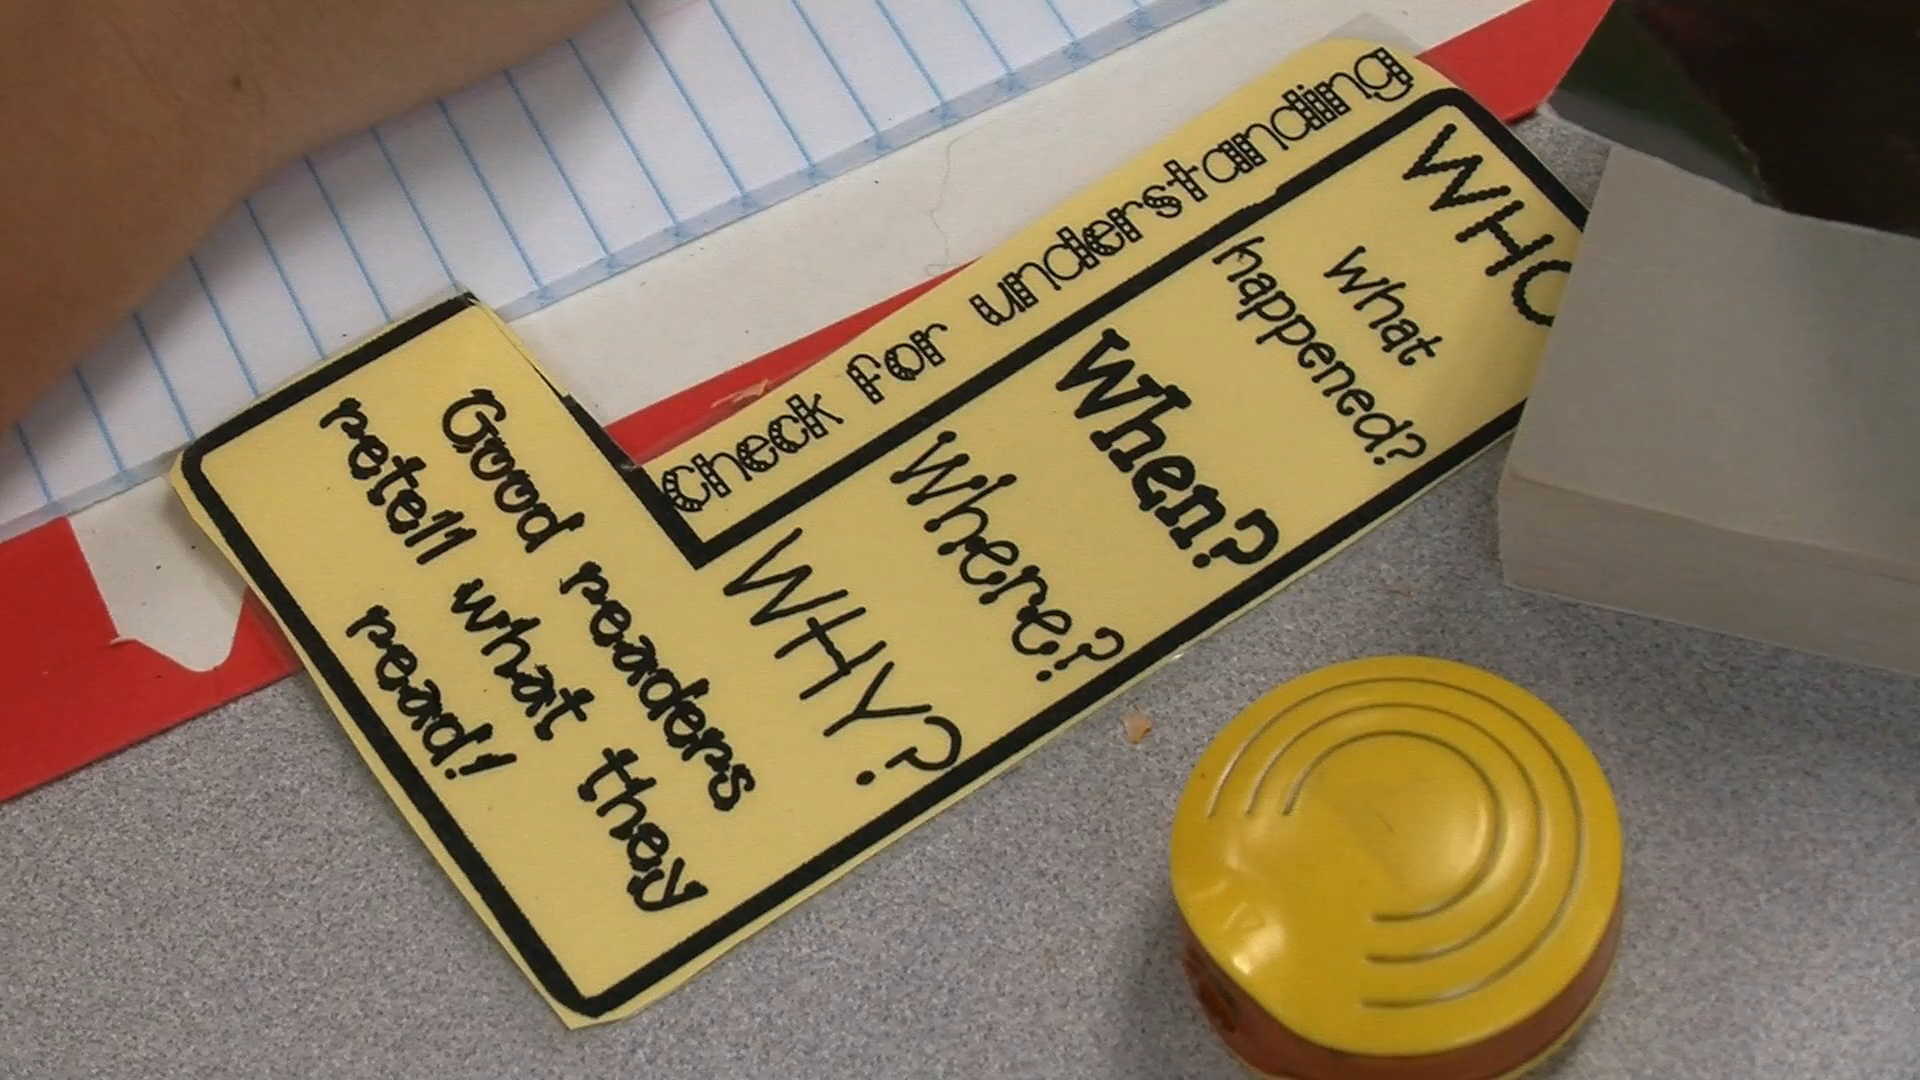 Check for understanding
WHO
What
happened?
When?
Where?
WHY?
Good readers
retell what they
read!